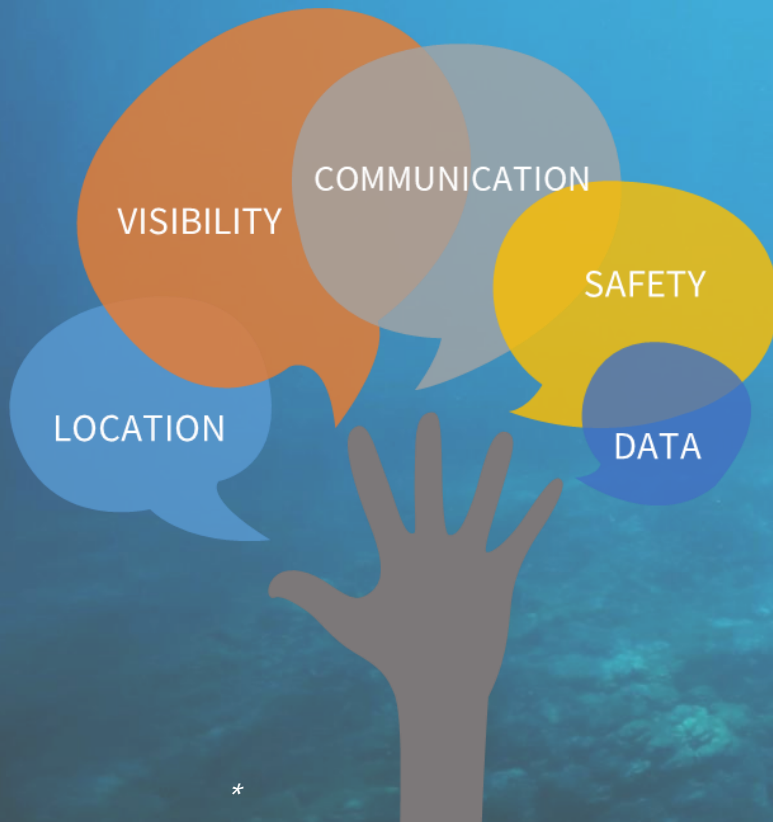 COMMUNICATION
VISIBILITY
SAFETY
LOCATION
DATA
*